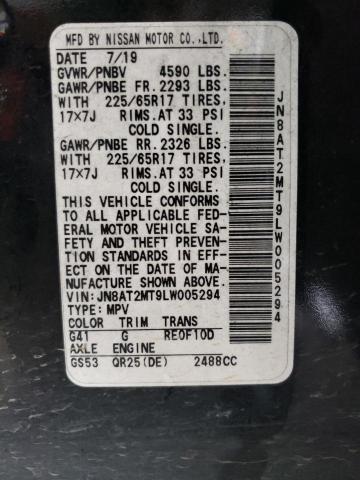 MFD BY NISSAN MOTOR CO.,LTD.
DATE 7/19
GVWR/PNBV 4590 LBS.
GAWR/PNBE FR. 2293 LBS.
WITH 225/65R17 TIRES,
17X7J RIMS.AT 33 PSI
COLD SINGLE.
GAWR/PNBE RR. 2326 LBS.
WITH 225/65R17 TIRES,
17X7J RIMS.AT 33 PSI
COLD SINGLE.
THIS VEHICLE CONFORMS
TO ALL APPLICABLE FED-
ERAL MOTOR VEHICLE
SAFETY AND THEFT PREVEN-
TION STANDARDS IN EF-
FECT ON THE DATE OF MA-
NUFACTURE SHOWN ABOVE.
VIN:JN8AT2MT9LW005294
TYPE: MPV
COLOR TRIM TRANS
G41 G RE0F10D
AXLE ENGINE
GS53 QR25(DE) 2488CC
JN8AT2MT9LW005294